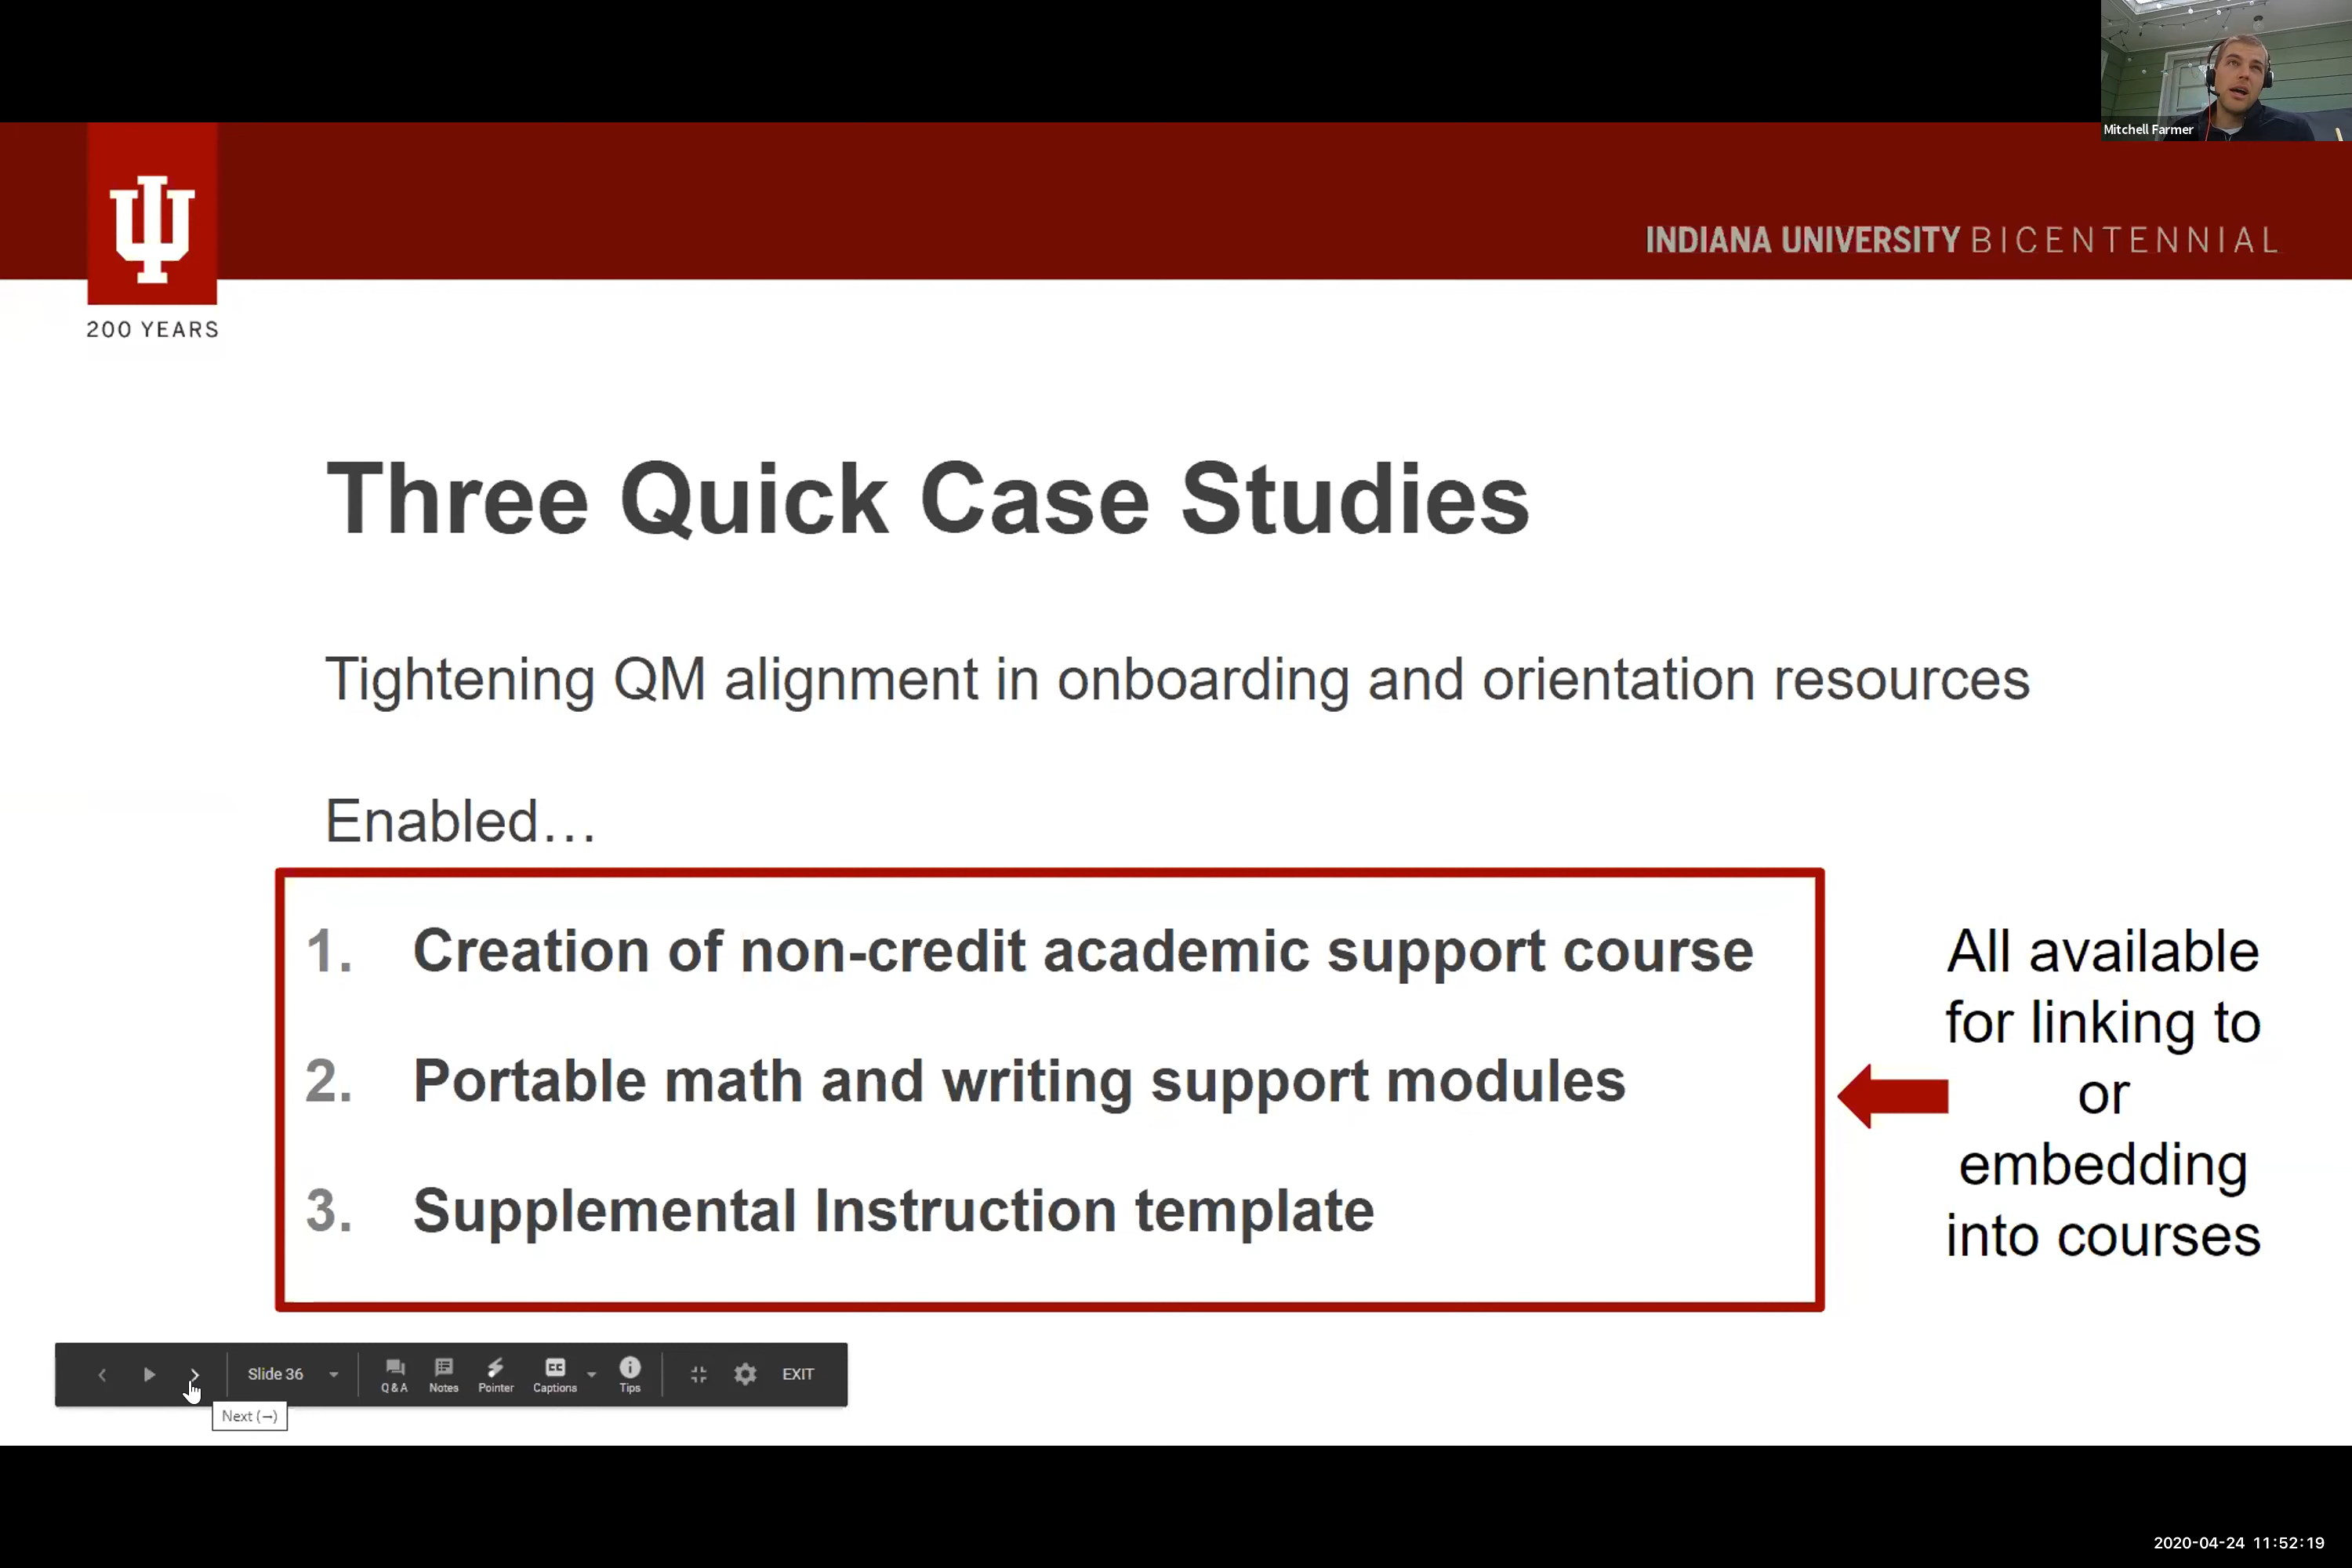 Mitchell Farmer
INDIANA UNIVERSITY BICENTENNIAL
200 YEARS
Three Quick Case Studies
Tightening QM alignment in onboarding and orientation resources
Enabled…
1. Creation of non-credit academic support course
2. Portable math and writing support modules
3. Supplemental Instruction template
All available
for linking to
or
embedding
into courses
Slide 36
Q & A
Notes
Pointer
CC
Captions
Tips
EXIT
Next (→)
2020-04-24 11:52:19